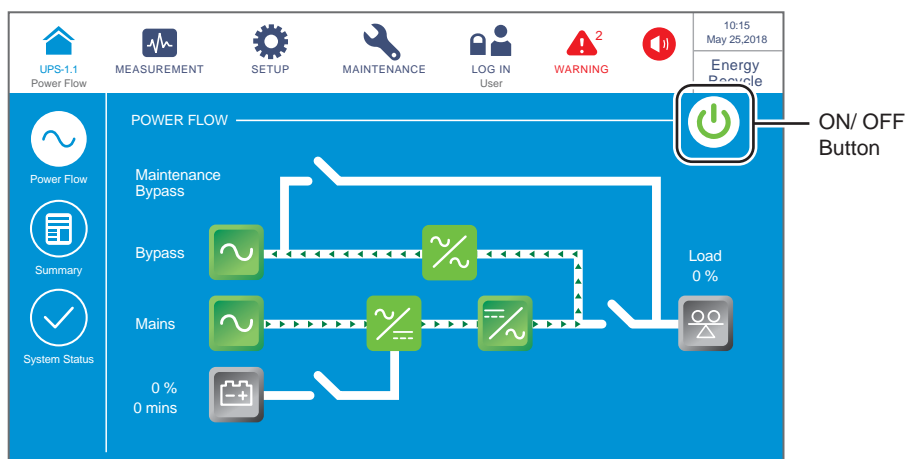 10:15
May 25,2018
2
UPS-1.1
MEASUREMENT
SETUP
MAINTENANCE
LOG IN
WARNING
Energy
Recycle
Power Flow
User
POWER FLOW
ON/ OFF
Button
Power Flow
Maintenance
Bypass
Bypass
Load
0 %
Summary
Mains
System Status
0 %
0 mins